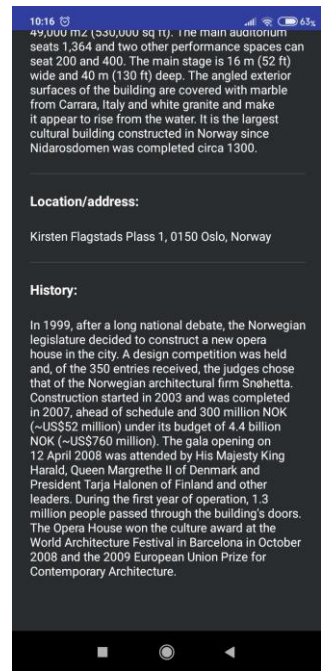 10:16
63%
49,000 m2 (530,000 sq ft). The main auditorium
seats 1,364 and two other performance spaces can
seat 200 and 400. The main stage is 16 m (52 ft)
wide and 40 m (130 ft) deep. The angled exterior
surfaces of the building are covered with marble
from Carrara, Italy and white granite and make
it appear to rise from the water. It is the largest
cultural building constructed in Norway since
Nidarosdomen was completed circa 1300.
Location/address:
Kirsten Flagstads Plass 1, 0150 Oslo, Norway
History:
In 1999, after a long national debate, the Norwegian
legislature decided to construct a new opera
house in the city. A design competition was held
and, of the 350 entries received, the judges chose
that of the Norwegian architectural firm Snøhetta.
Construction started in 2003 and was completed
in 2007, ahead of schedule and 300 million NOK
(~US$52 million) under its budget of 4.4 billion
NOK (~US$760 million). The gala opening on
12 April 2008 was attended by His Majesty King
Harald, Queen Margrethe II of Denmark and
President Tarja Halonen of Finland and other
leaders. During the first year of operation, 1.3
million people passed through the building's doors.
The Opera House won the culture award at the
World Architecture Festival in Barcelona in October
2008 and the 2009 European Union Prize for
Contemporary Architecture.